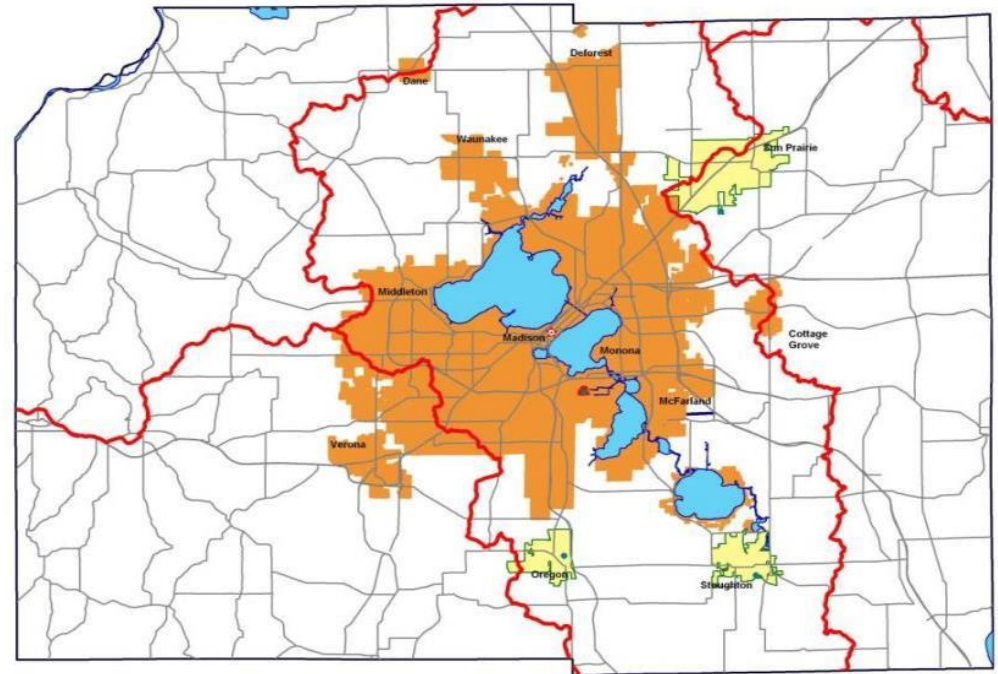 Deforest
Dane
Waunakee
Sun Prairie
Middleton
Madison
Monona
Cottage
Grove
McFarland
Verona
Oregon
Stoughton